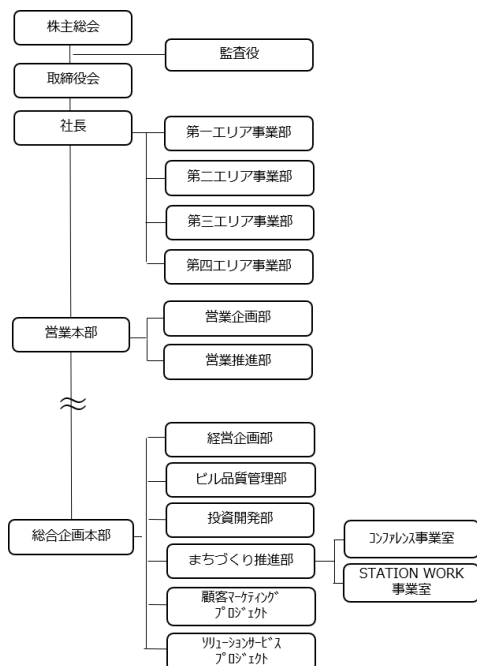 株主総会
監査役
取締役会
社長
第一エリア事業部
第二エリア事業部
第三エリア事業部
第四エリア事業部
営業本部
営業企画部
営業推進部
総合企画本部
経営企画部
ビル品質管理部
投資開発部
まちづくり推進部
コンファレンス事業室
STATION WORK
事業室
顧客マーケティング
プロジェクト
ソリューションサービス
プロジェクト